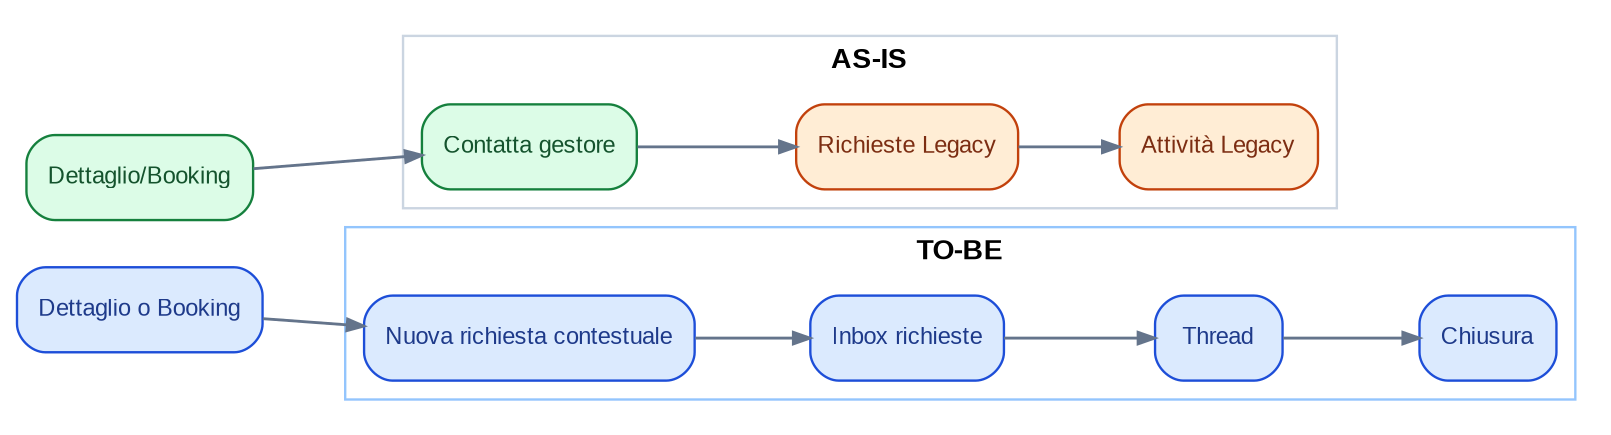 AS-IS
Dettaglio/Booking
Contatta gestore
Richieste Legacy
Attività Legacy
TO-BE
Dettaglio o Booking
Nuova richiesta contestuale
Inbox richieste
Thread
Chiusura